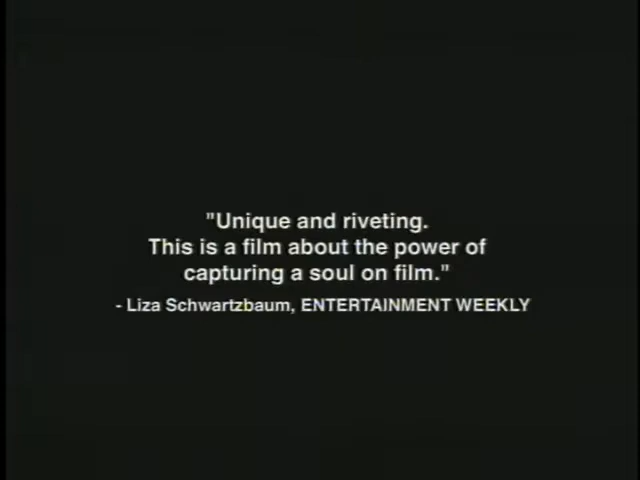 "Unique and riveting.
This is a film about the power of
capturing a soul on film."
- Liza Schwartzbaum, ENTERTAINMENT WEEKLY